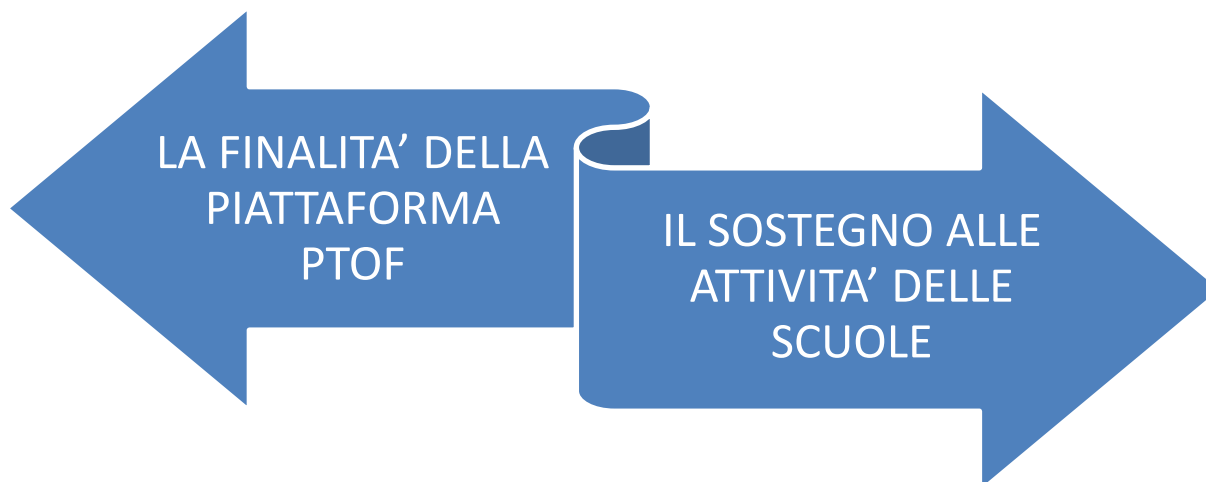 LA FINALITA’ DELLA
PIATTAFORMA
PTOF
IL SOSTEGNO ALLE
ATTIVITA’ DELLE
SCUOLE